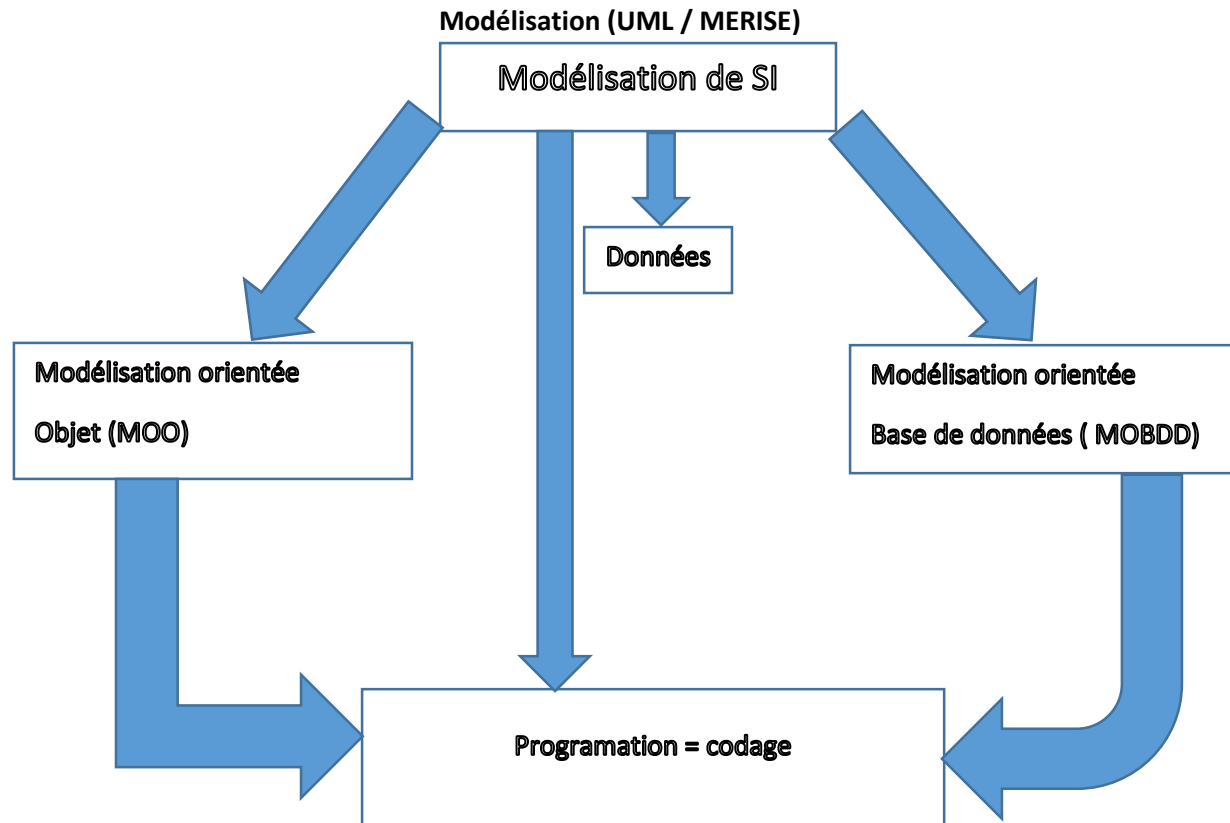 Modélisation (UML / MERISE)
Modélisation de SI
Données
Modélisation orientée
Objet (MOO)
Modélisation orientée
Base de données ( MOBDD)
Programation = codage